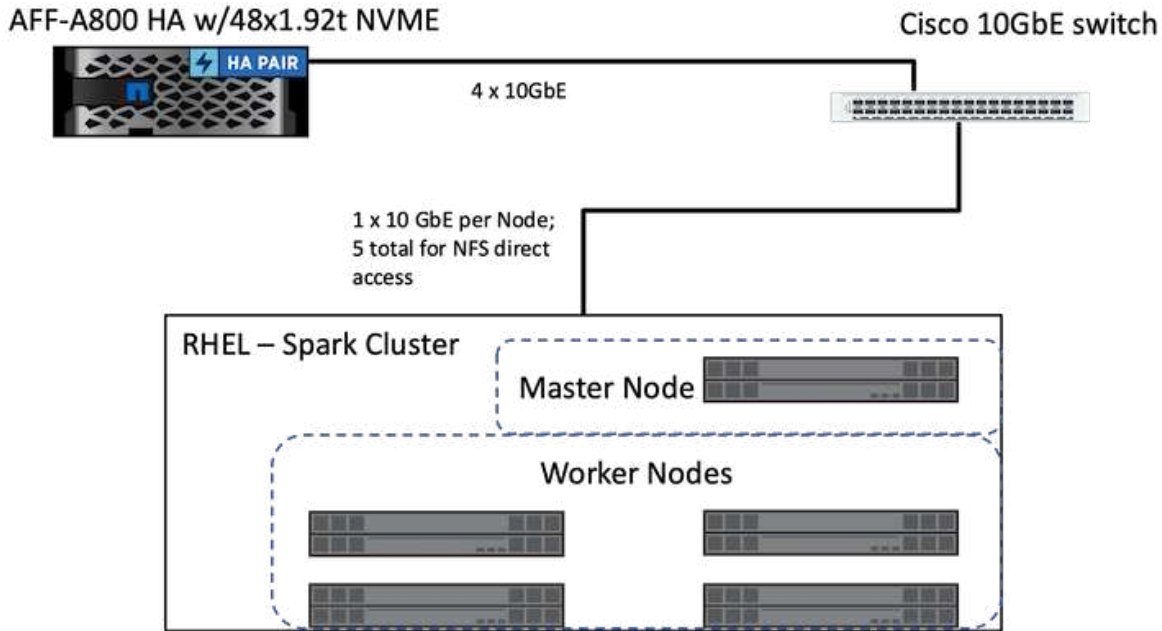 AFF-A800 HA w/48x1.92t NVME
Cisco 10GbE switch
HA PAIR
4 x 10GbE
1 x 10 GbE per Node;
5 total for NFS direct
access
RHEL – Spark Cluster
Master Node
Worker Nodes